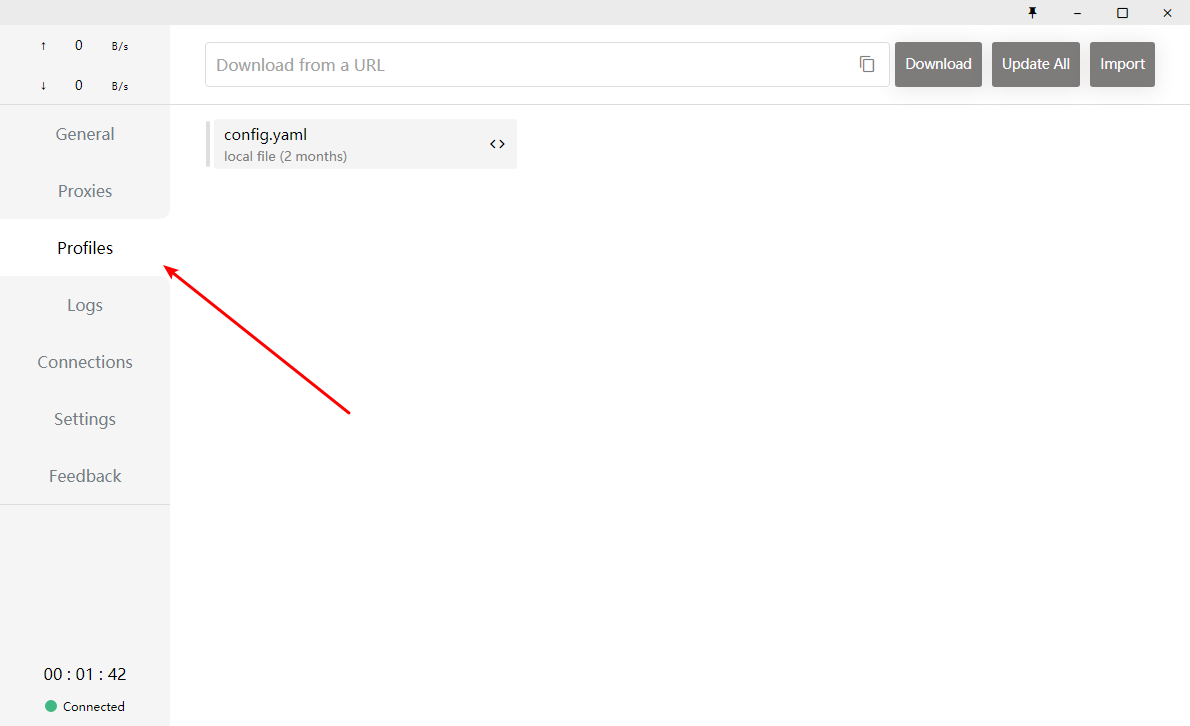 ↑ 0 B/s
↓ 0 B/s
General
Proxies
Profiles
Logs
Connections
Settings
Feedback
00 : 01 : 42
Connected
Download from a URL
Download
Update All
Import
config.yaml
local file (2 months)